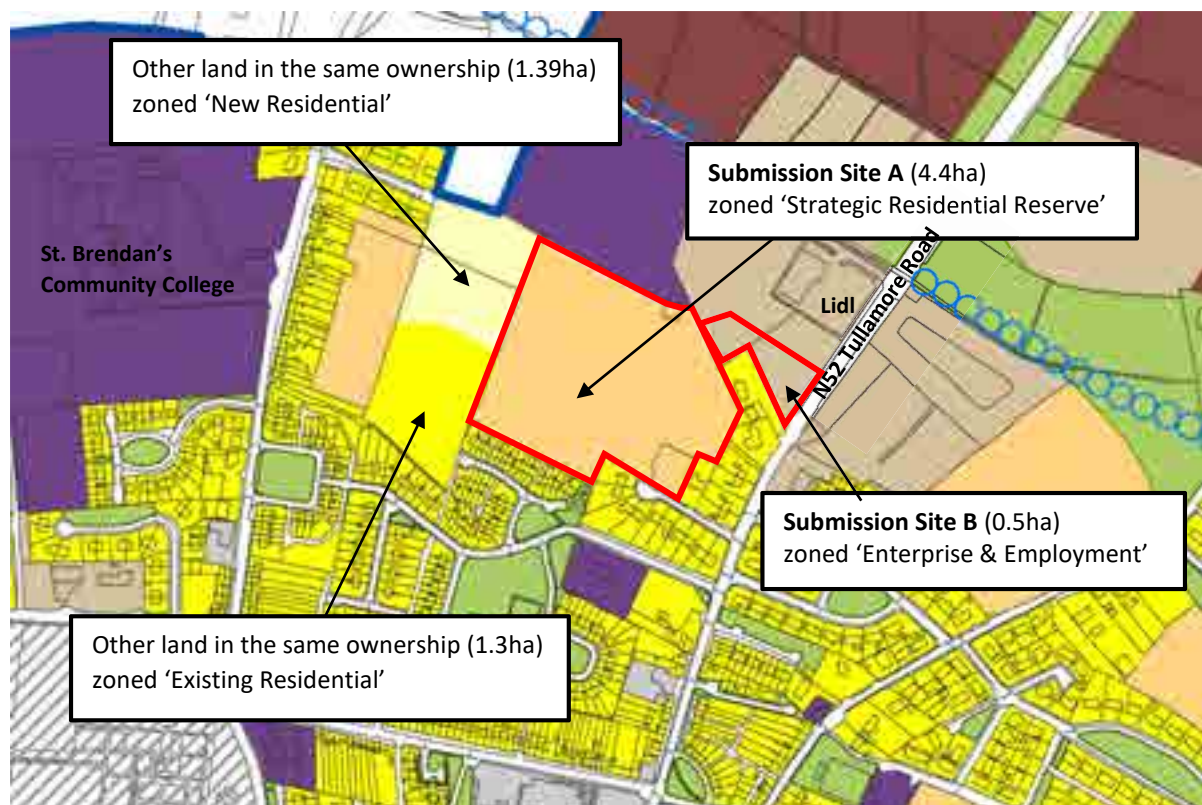 Other land in the same ownership (1.39ha)
zoned ‘New Residential’
Submission Site A (4.4ha)
zoned ‘Strategic Residential Reserve’
St. Brendan’s
Community College
Lidl
N52 Tullamore Road
Submission Site B (0.5ha)
zoned ‘Enterprise & Employment’
Other land in the same ownership (1.3ha)
zoned ‘Existing Residential’